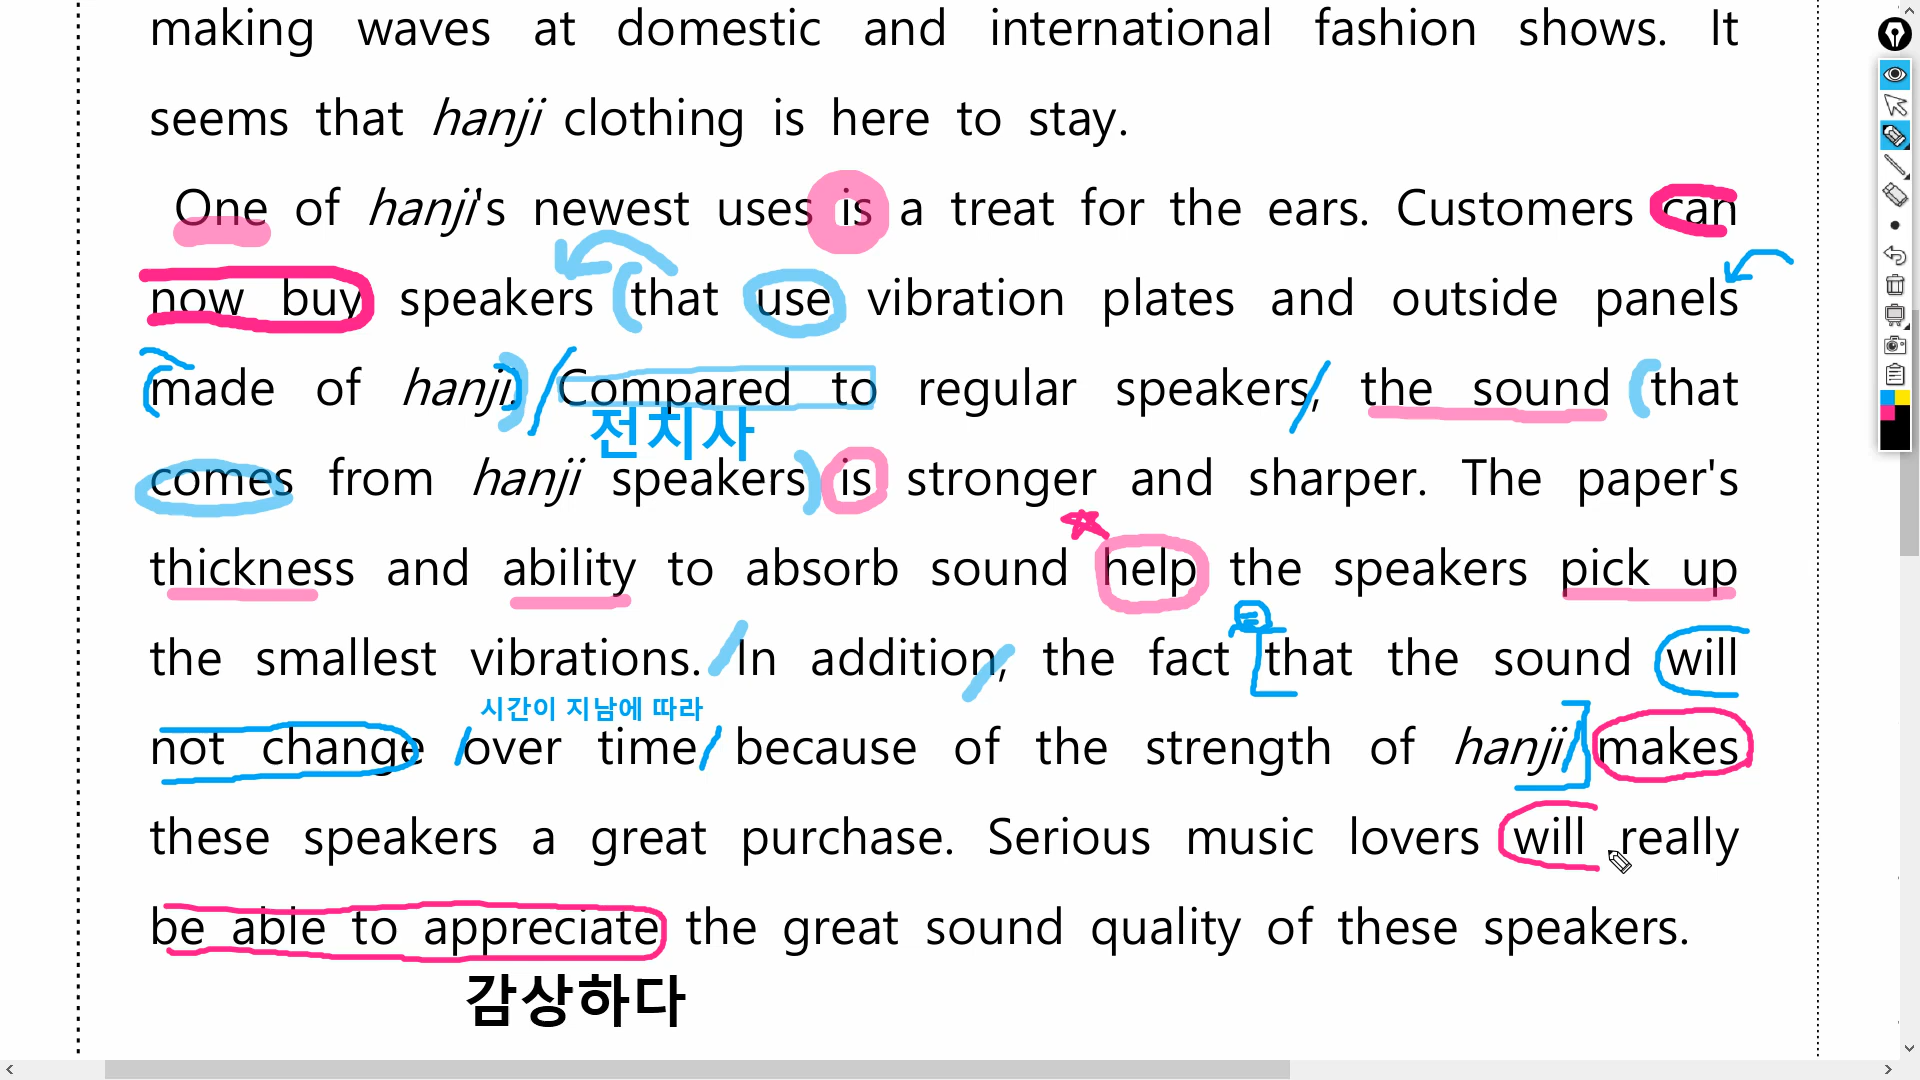 making waves at domestic and international fashion shows. It
seems that hanji clothing is here to stay.
One of hanji's newest uses is a treat for the ears. Customers can
now buy speakers that use vibration plates and outside panels
made of hanji. Compared to regular speakers, the sound that
전치사
comes from hanji speakers is stronger and sharper. The paper's
thickness and ability to absorb sound help the speakers pick up
the smallest vibrations. In addition, the fact that the sound will
시간이 지남에 따라
not change over time because of the strength of hanji makes
these speakers a great purchase. Serious music lovers will really
be able to appreciate the great sound quality of these speakers.
감상하다